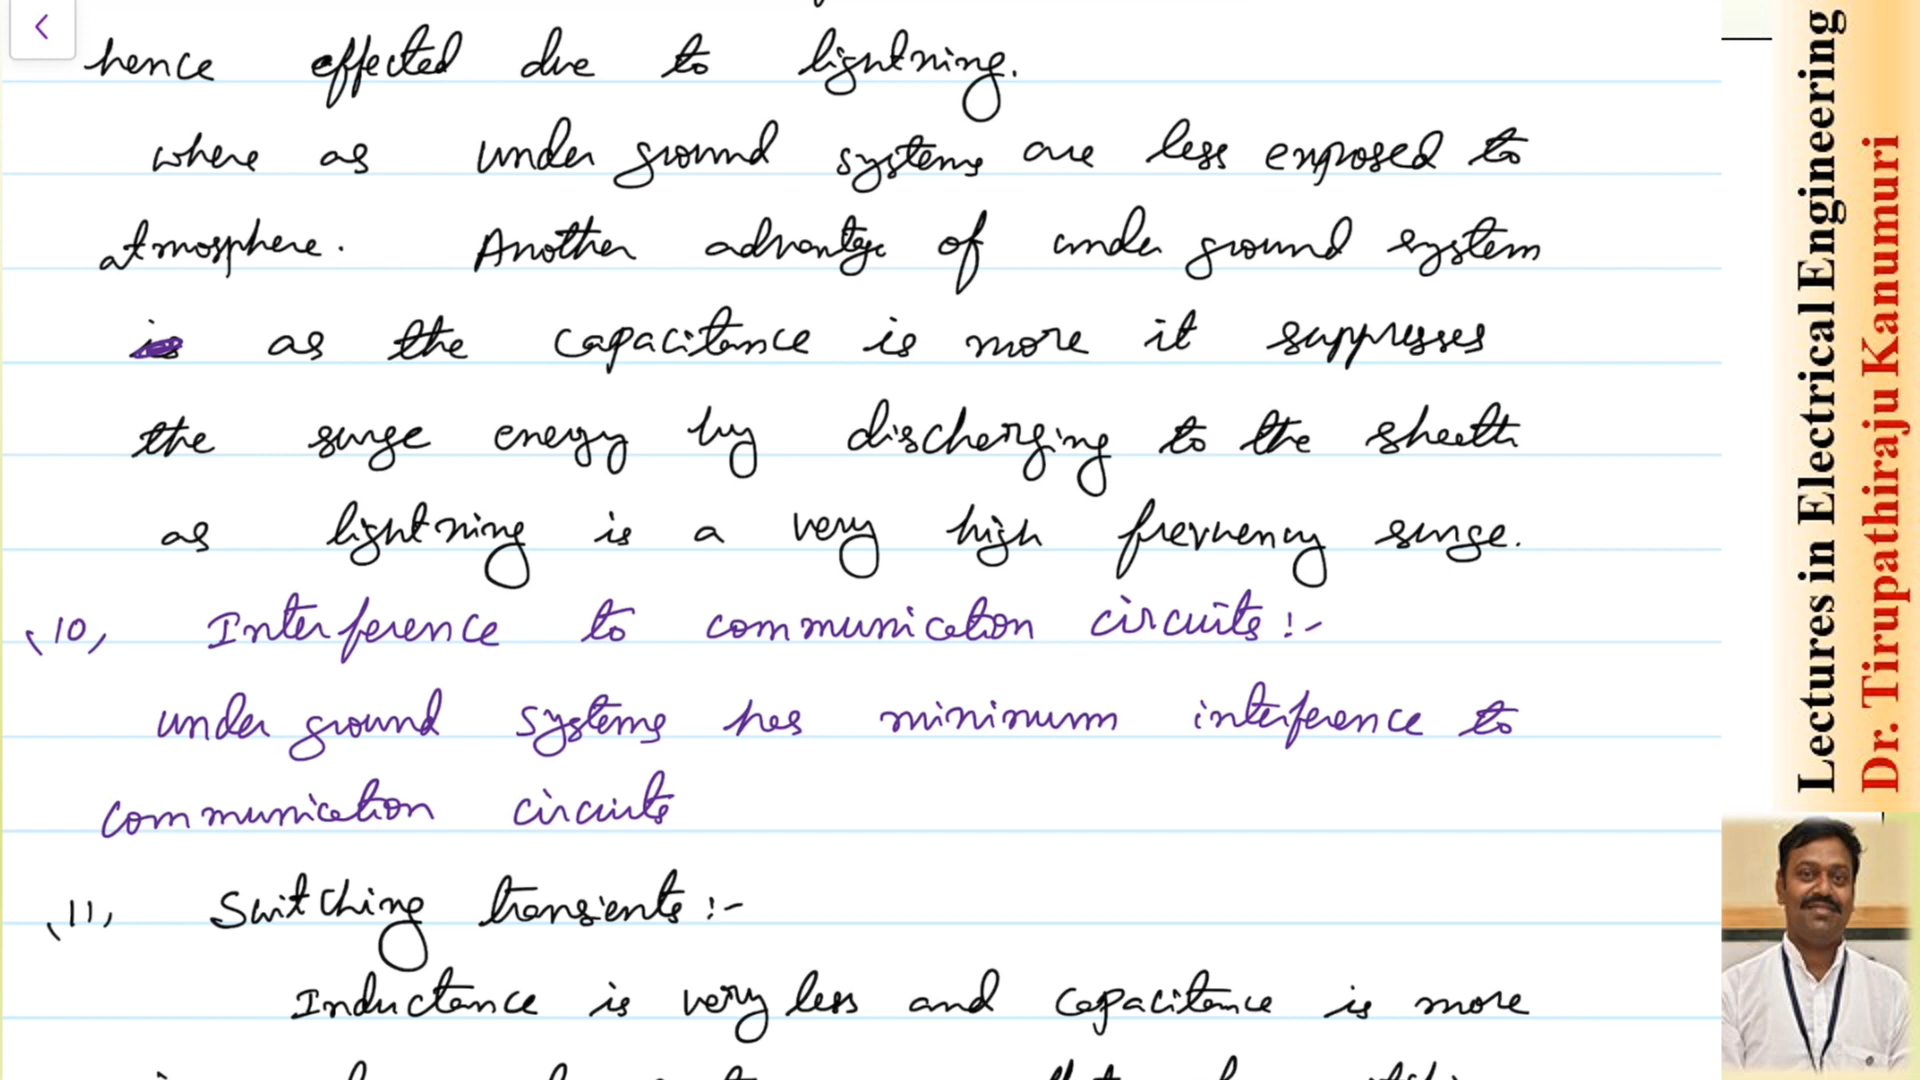 hence effected due to lightning.
where as under ground systems are less exposed to
atmosphere. Another advantage of under ground system
as the capacitance is more it suppresses
the surge energy by discharging to the sheeth
as lightning is a very high frequency surge.
(10) Interference to communication circuits:-
under ground systems has minimum interference to
communication circuits
(11) Switching transients:-
Inductance is very less and capacitance is more
Lectures in Electrical Engineering
Dr. Tirupathiraju Kanumuri